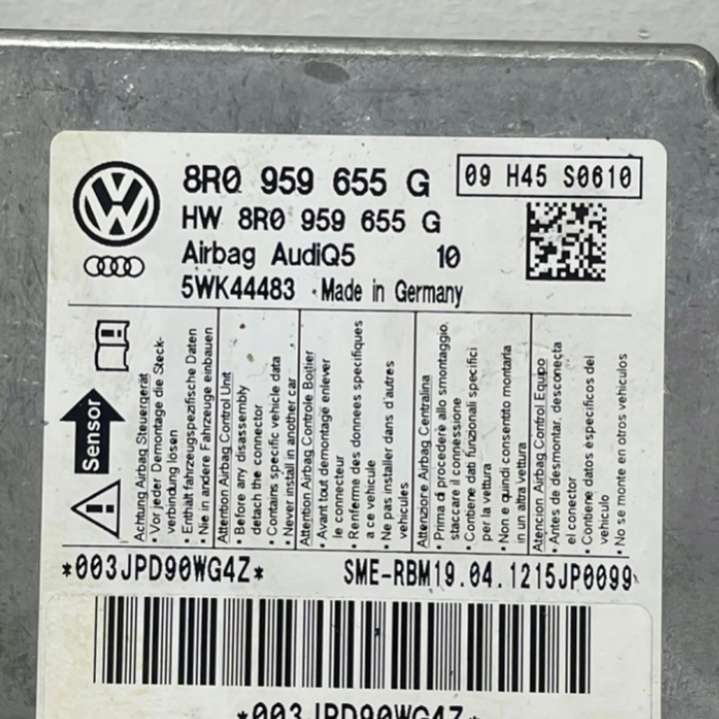 8R0 959 655 G
09 H45 S0610
HW 8R0 959 655 G
Airbag AudiQ5 10
5WK44483 · Made in Germany
Sensor
Achtung Airbag Steuergerät
• Vor jeder Demontage die Steck-
verbindung lösen
• Enthält fahrzeugspezifische Daten
• Nie in andere Fahrzeuge einbauen
Attention Airbag Control Unit
• Before any disassembly
detach the connector
• Contains specific vehicle data
• Never install in another car
Attention Airbag Controle Boitier
• Avant tout demontage enlever
le connecteur
• Renferme des donnees specifiques
a ce vehicule
• Ne pas installer dans d'autres
vehicules
Attenzione Airbag Centralina
• Prima di procedere allo smontaggio,
staccare il connessione
• Contiene dati funzionali specifici
per la vettura
• Non e quindi consentito montarla
in un altra vettura
Atencion Airbag Control Equipo
• Antes de desmontar, desconecta
el conector
• Contiene datos especificos del
vehiculo
• No se monte en otros vehiculos
*003JPD90WG4Z*
SME-RBM19.04.1215JP0099
*003JPD90WG4Z*